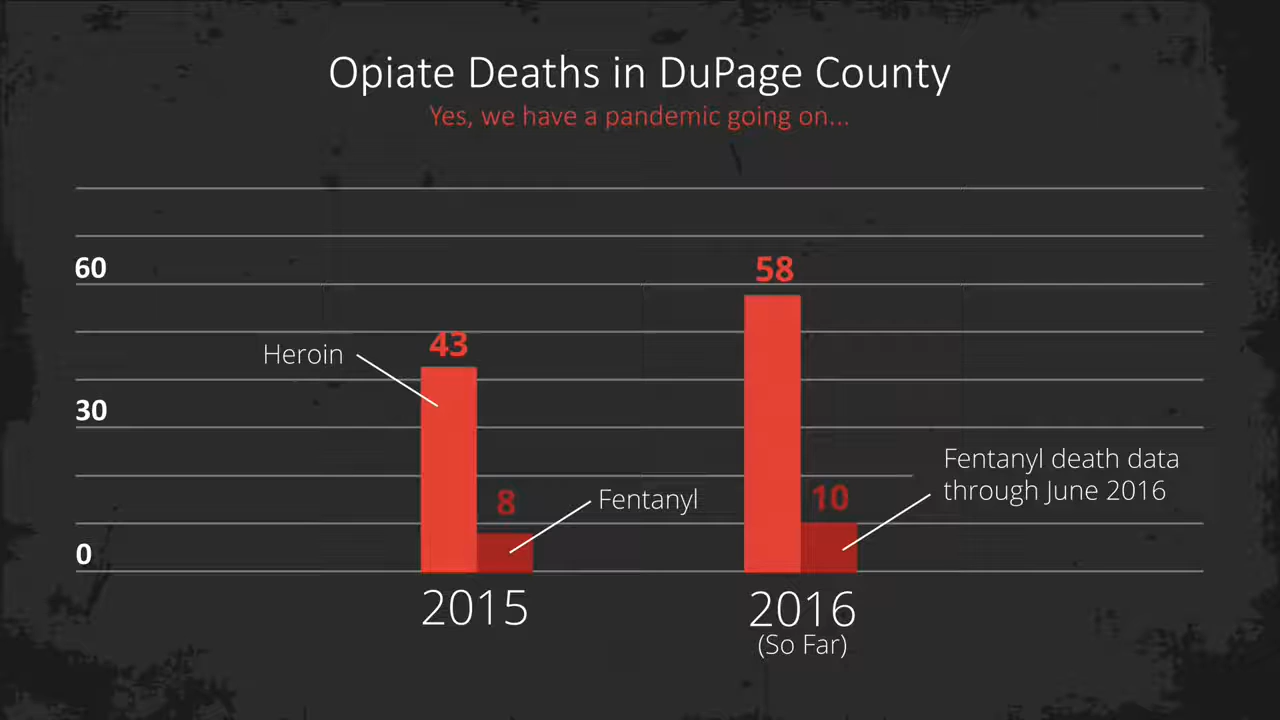 Opiate Deaths in DuPage County
Yes, we have a pandemic going on...
60
58
43
Heroin
30
Fentanyl death data
through June 2016
8
Fentanyl
10
0
2015
2016
(So Far)